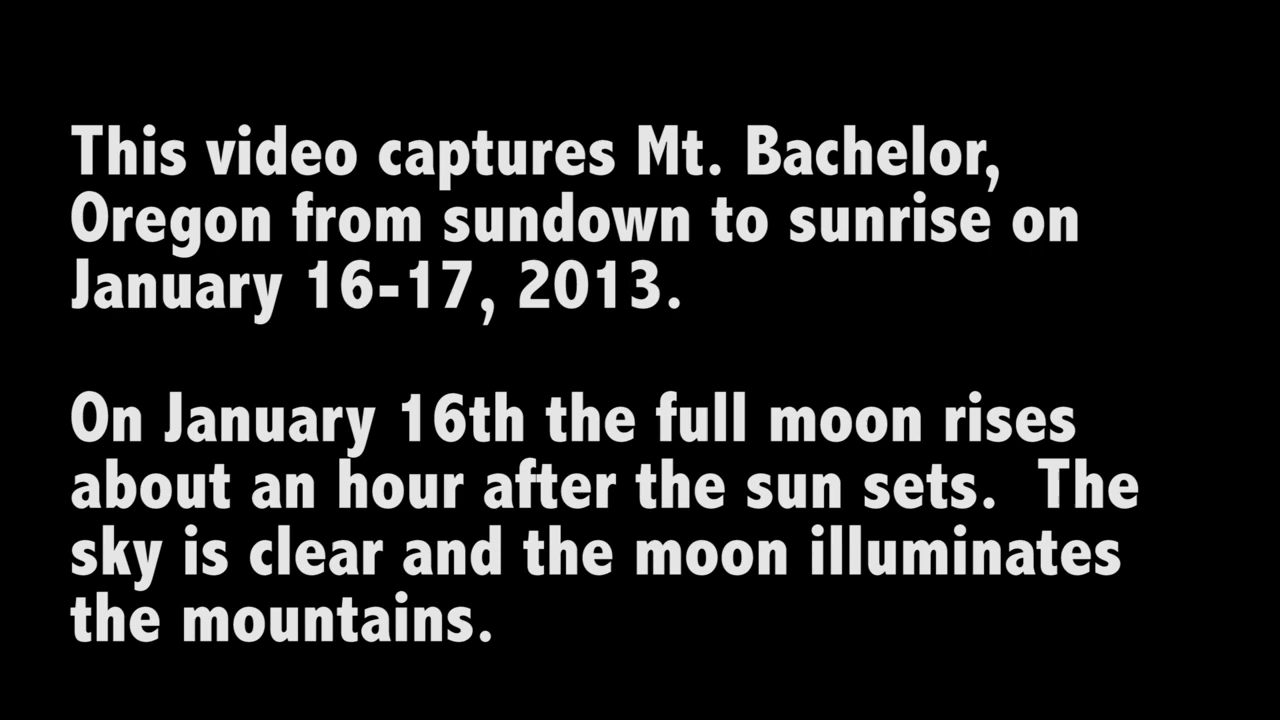 This video captures Mt. Bachelor,
Oregon from sundown to sunrise on
January 16-17, 2013.
On January 16th the full moon rises
about an hour after the sun sets.  The
sky is clear and the moon illuminates
the mountains.